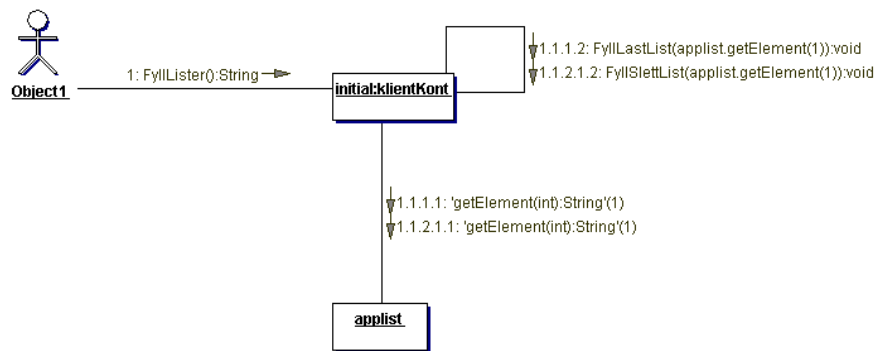 1.1.1.2: FyllLastList(applist.getElement(1)):void
1: FyllLister():String
1.1.2.1.2: FyllSlettList(applist.getElement(1)):void
Object1
initial:klientKont
1.1.1.1: 'getElement(int):String'(1)
1.1.2.1.1: 'getElement(int):String'(1)
applist